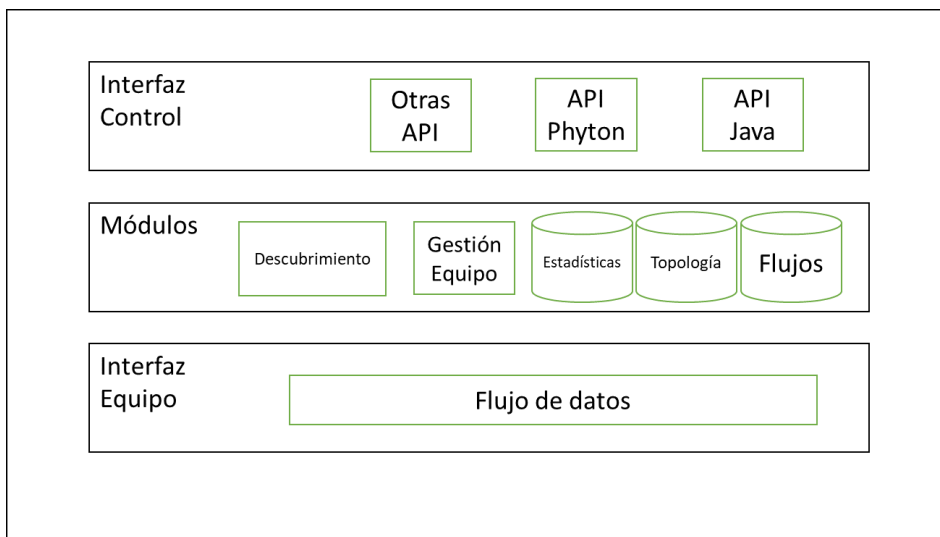 Interfaz
Control
Otras
API
API
Phyton
API
Java
Módulos
Descubrimiento
Gestión
Equipo
Estadísticas
Topología
Flujos
Interfaz
Equipo
Flujo de datos